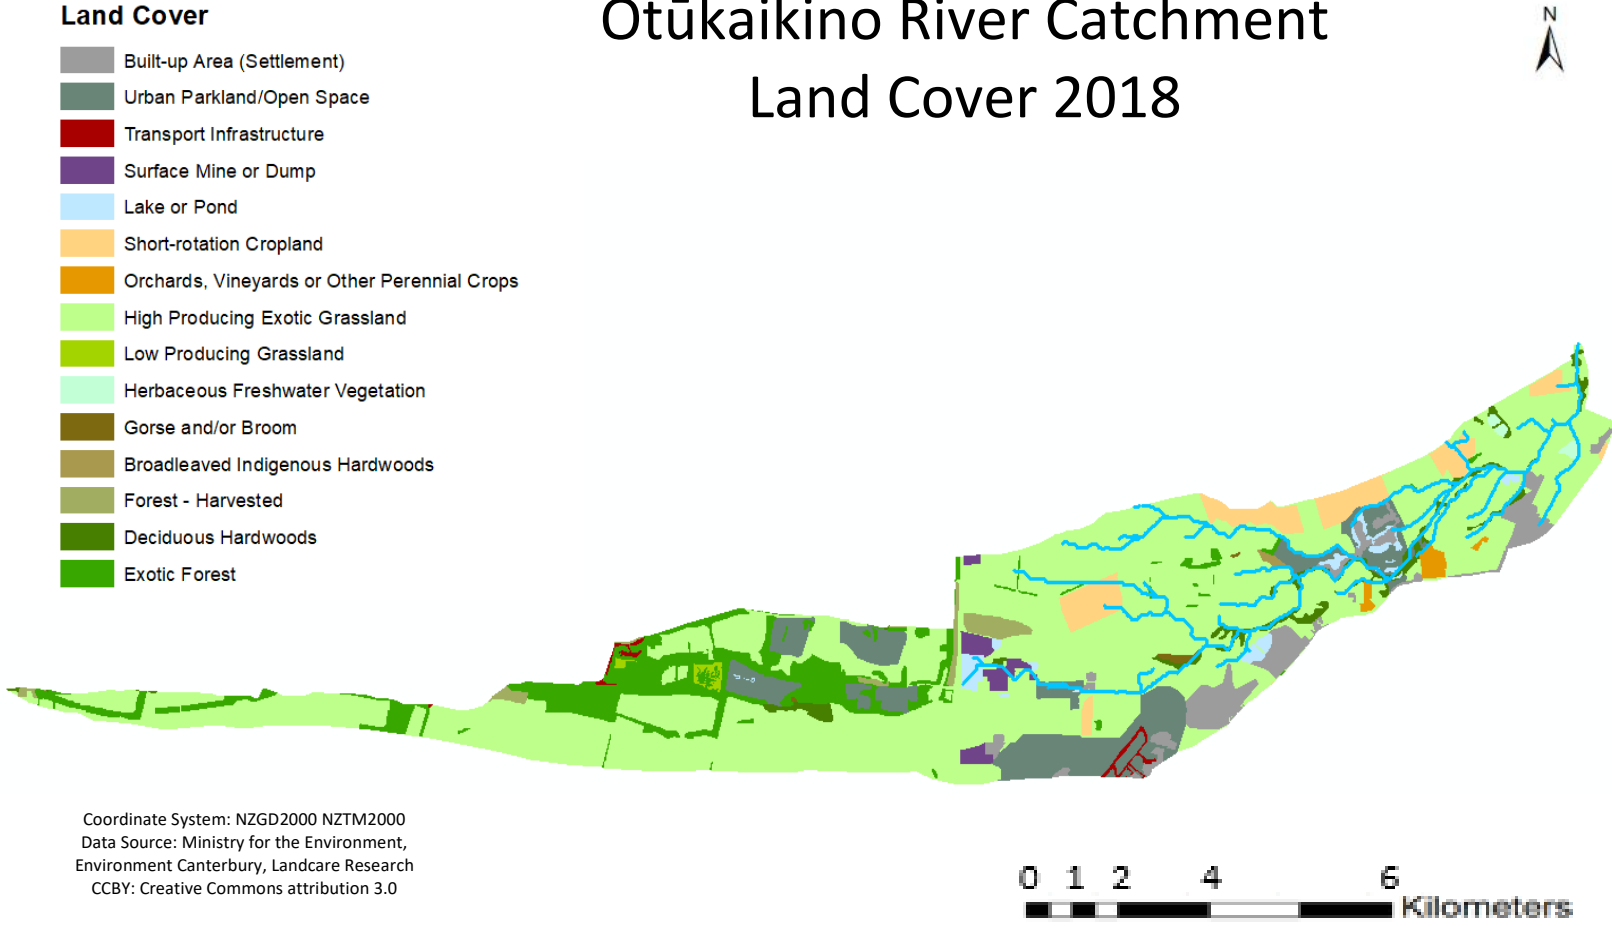 Land Cover
Ōtūkaikino River Catchment
Land Cover 2018
N
Built-up Area (Settlement)
Urban Parkland/Open Space
Transport Infrastructure
Surface Mine or Dump
Lake or Pond
Short-rotation Cropland
Orchards, Vineyards or Other Perennial Crops
High Producing Exotic Grassland
Low Producing Grassland
Herbaceous Freshwater Vegetation
Gorse and/or Broom
Broadleaved Indigenous Hardwoods
Forest - Harvested
Deciduous Hardwoods
Exotic Forest
Coordinate System: NZGD2000 NZTM2000
Data Source: Ministry for the Environment,
Environment Canterbury, Landcare Research
CCBY: Creative Commons attribution 3.0
0 1 2 4 6
Kilometers